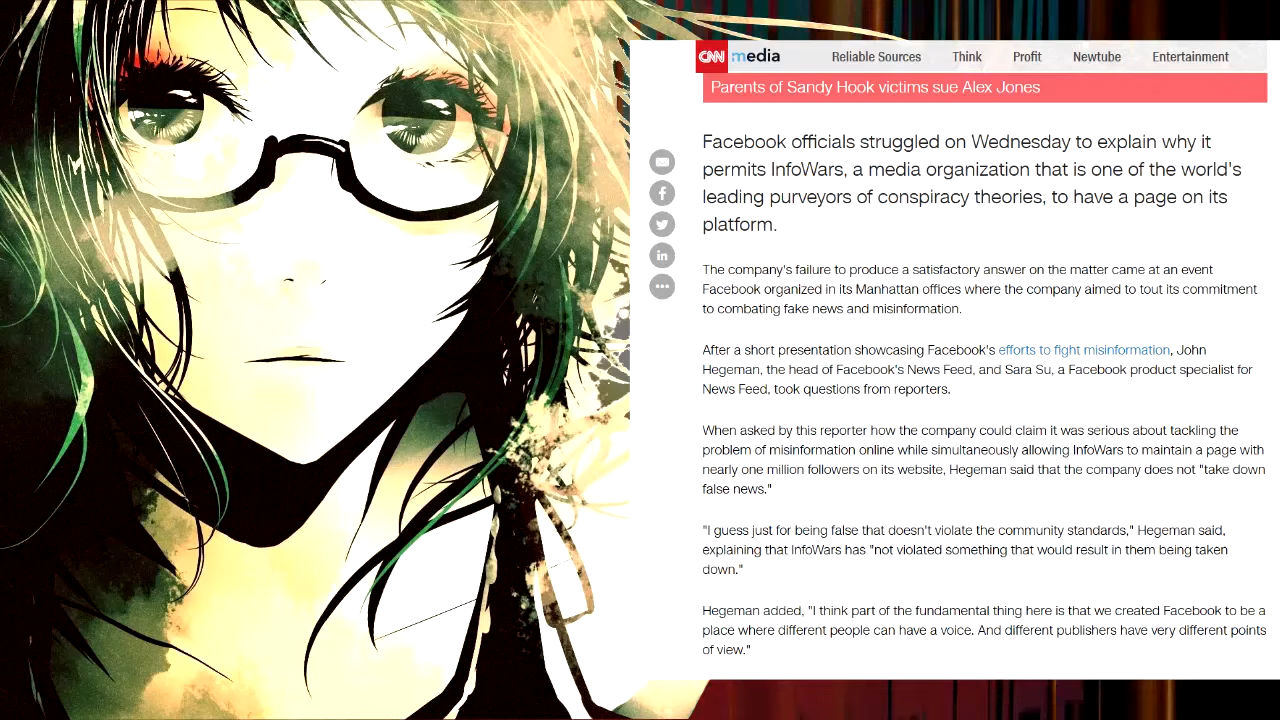 CNN media Reliable Sources Think Profit Newtube Entertainment
Parents of Sandy Hook victims sue Alex Jones
Facebook officials struggled on Wednesday to explain why it
permits InfoWars, a media organization that is one of the world's
leading purveyors of conspiracy theories, to have a page on its
platform.
The company's failure to produce a satisfactory answer on the matter came at an event
Facebook organized in its Manhattan offices where the company aimed to tout its commitment
to combating fake news and misinformation.
After a short presentation showcasing Facebook's efforts to fight misinformation, John
Hegeman, the head of Facebook's News Feed, and Sara Su, a Facebook product specialist for
News Feed, took questions from reporters.
When asked by this reporter how the company could claim it was serious about tackling the
problem of misinformation online while simultaneously allowing InfoWars to maintain a page with
nearly one million followers on its website, Hegeman said that the company does not "take down
false news."
"I guess just for being false that doesn't violate the community standards," Hegeman said,
explaining that InfoWars has "not violated something that would result in them being taken
down."
Hegeman added, "I think part of the fundamental thing here is that we created Facebook to be a
place where different people can have a voice. And different publishers have very different points
of view."